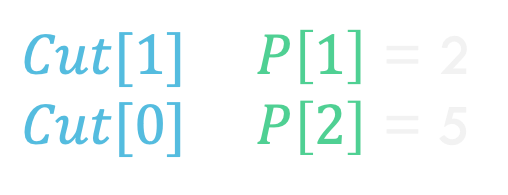 Cut[1] P[1] = 2
Cut[0] P[2] = 5